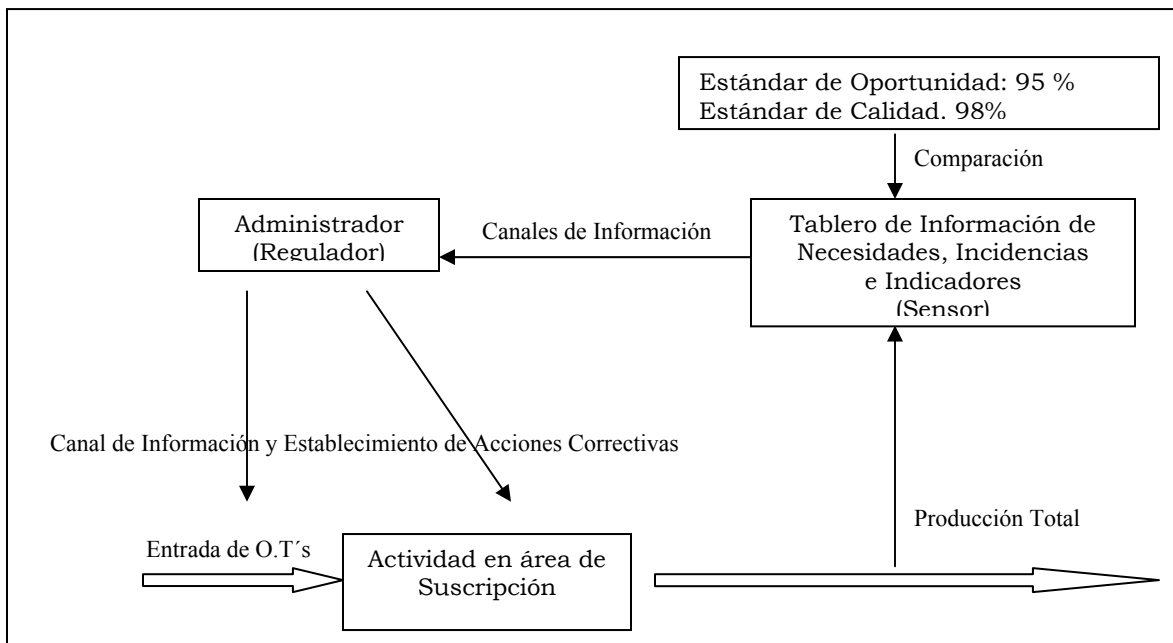 Estándar de Oportunidad: 95 %
Estándar de Calidad. 98%
Comparación
Administrador
(Regulador)
Canales de Información
Tablero de Información de
Necesidades, Incidencias
e Indicadores
(Sensor)
Canal de Información y Establecimiento de Acciones Correctivas
Producción Total
Entrada de O.T´s
Actividad en área de
Suscripción